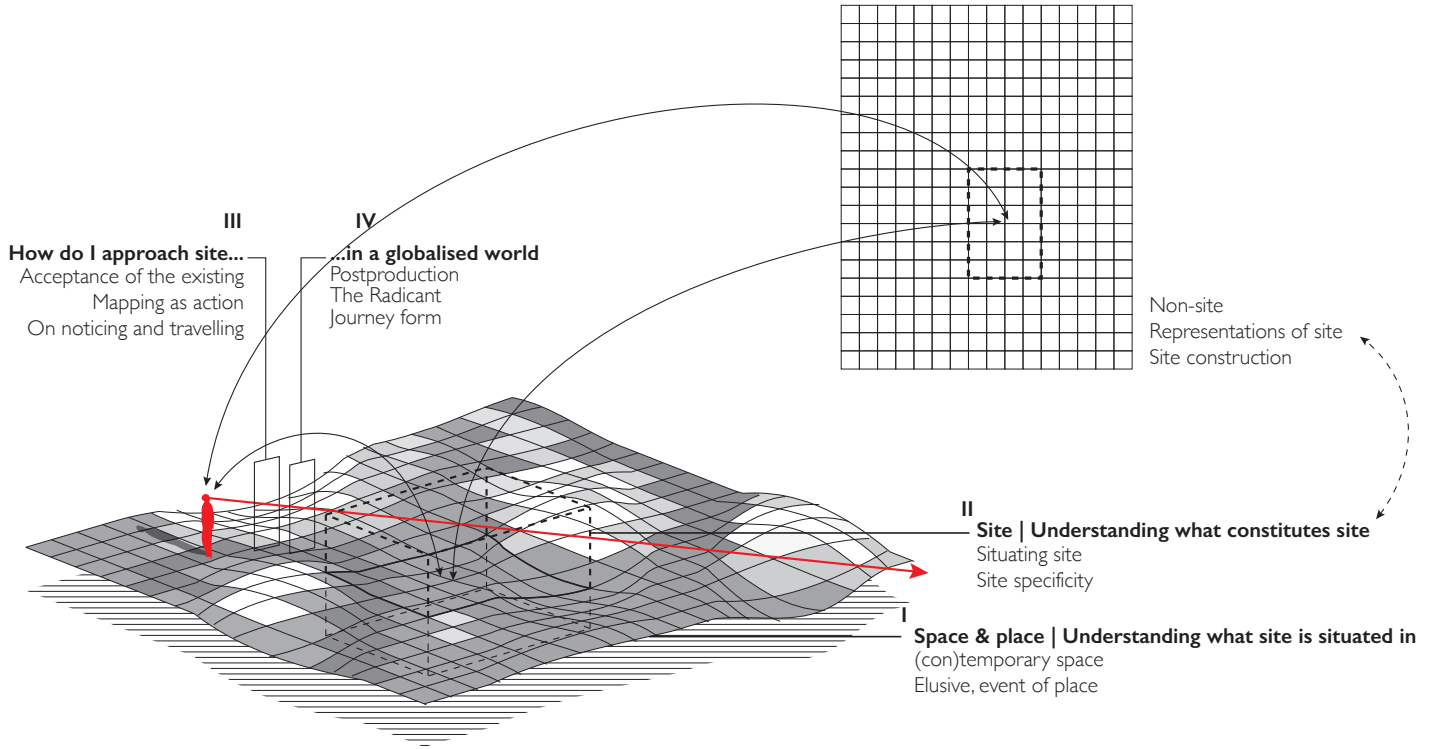 III
How do I approach site...
Acceptance of the existing
Mapping as action
On noticing and travelling
IV
...in a globalised world
Postproduction
The Radicant
Journey form
Non-site
Representations of site
Site construction
II
Site | Understanding what constitutes site
Situating site
Site specificity
I
Space & place | Understanding what site is situated in
(con)temporary space
Elusive, event of place